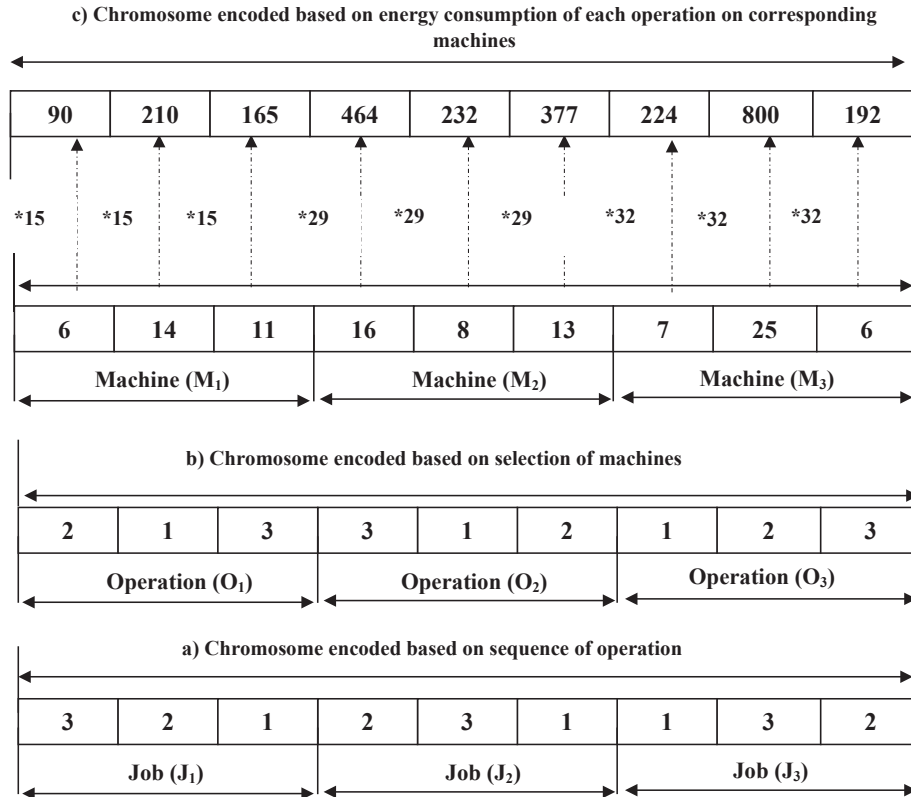 c) Chromosome encoded based on energy consumption of each operation on corresponding
machines
90 210 165 464 232 377 224 800 192
*15 *15 *15 *29 *29 *29 *32 *32 *32
6 14 11 16 8 13 7 25 6
Machine (M₁) Machine (M₂) Machine (M₃)
b) Chromosome encoded based on selection of machines
2 1 3 3 1 2 1 2 3
Operation (O₁) Operation (O₂) Operation (O₃)
a) Chromosome encoded based on sequence of operation
3 2 1 2 3 1 1 3 2
Job (J₁) Job (J₂) Job (J₃)